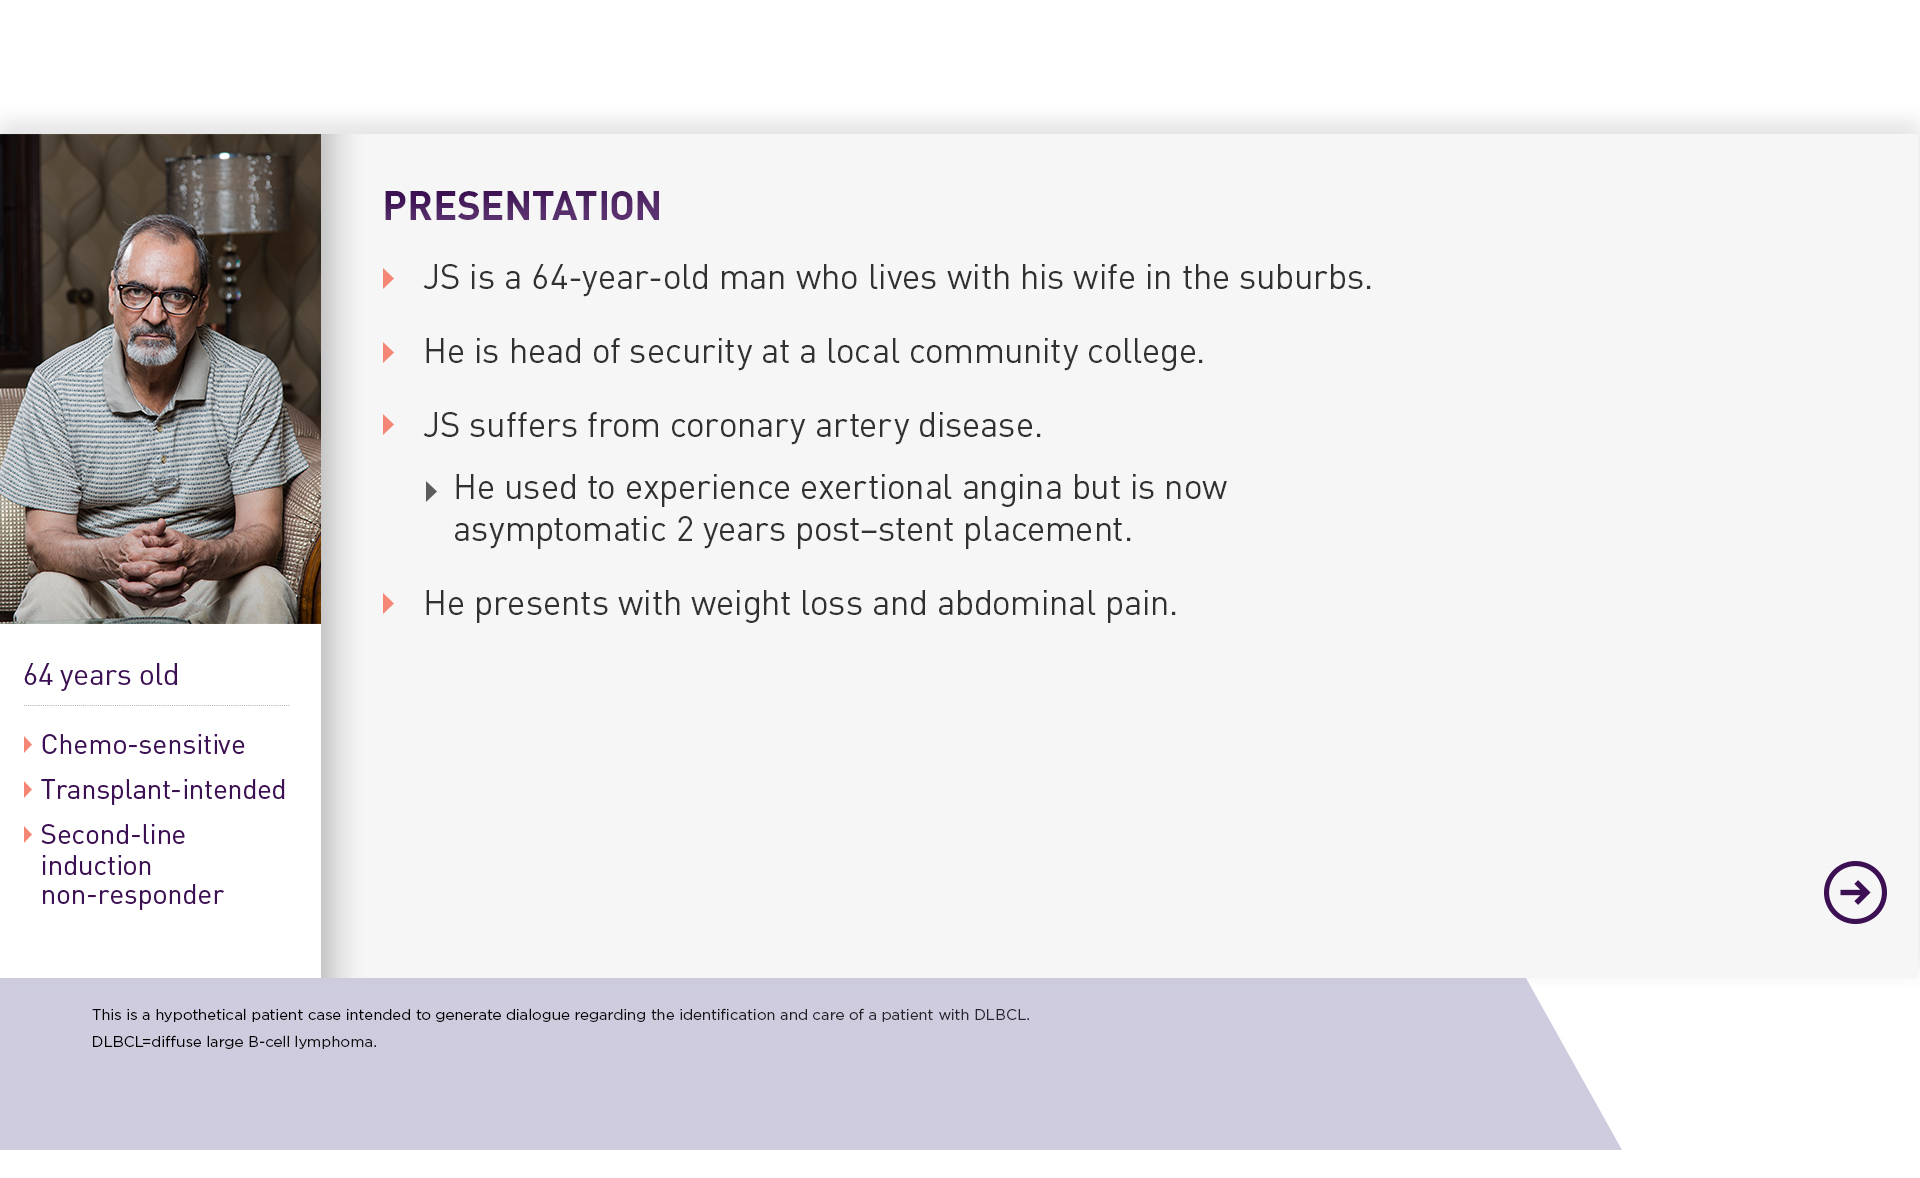 PRESENTATION
JS is a 64-year-old man who lives with his wife in the suburbs.
He is head of security at a local community college.
JS suffers from coronary artery disease.
He used to experience exertional angina but is now
asymptomatic 2 years post–stent placement.
He presents with weight loss and abdominal pain.
64 years old
Chemo-sensitive
Transplant-intended
Second-line
induction
non-responder
This is a hypothetical patient case intended to generate dialogue regarding the identification and care of a patient with DLBCL.
DLBCL=diffuse large B-cell lymphoma.